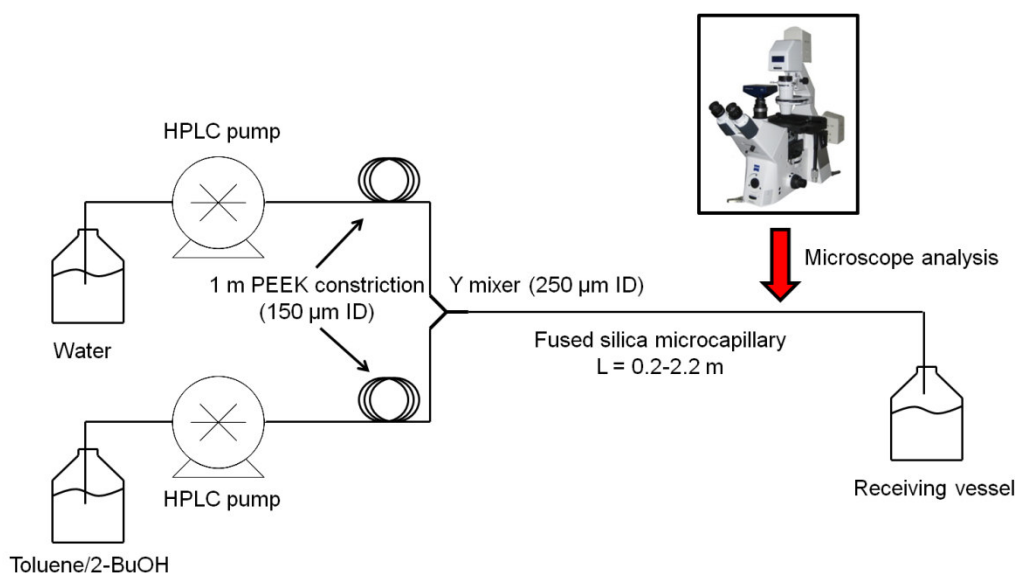 HPLC pump
1 m PEEK constriction
(150 µm ID)
Y mixer (250 µm ID)
Microscope analysis
Water
Fused silica microcapillary
L = 0.2-2.2 m
HPLC pump
Receiving vessel
Toluene/2-BuOH